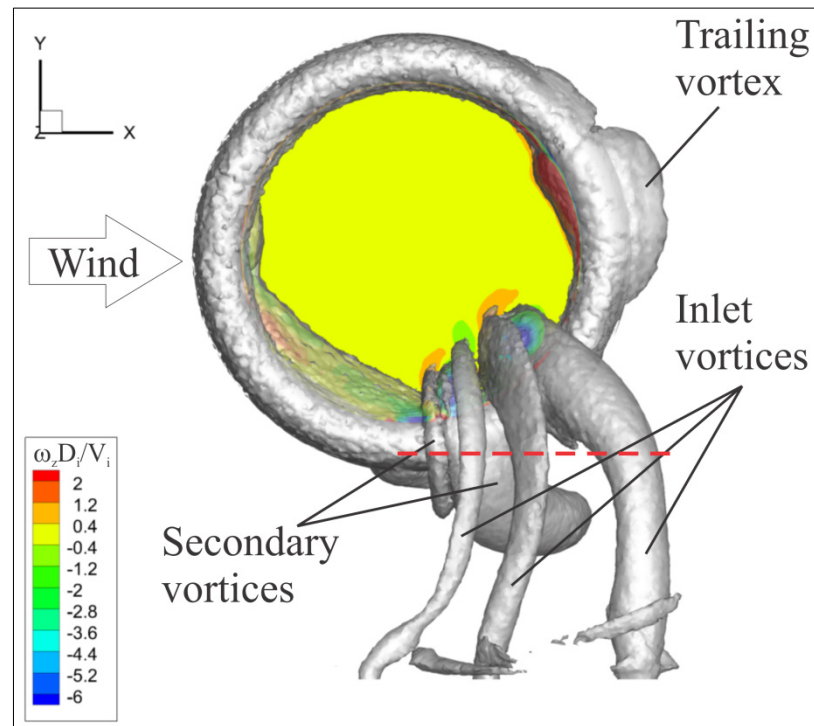 Trailing
vortex
Y
Z
X
Wind
Inlet
vortices
ω_zD_i/V_i
2
1.2
0.4
-0.4
-1.2
-2
-2.8
-3.6
-4.4
-5.2
-6
Secondary
vortices